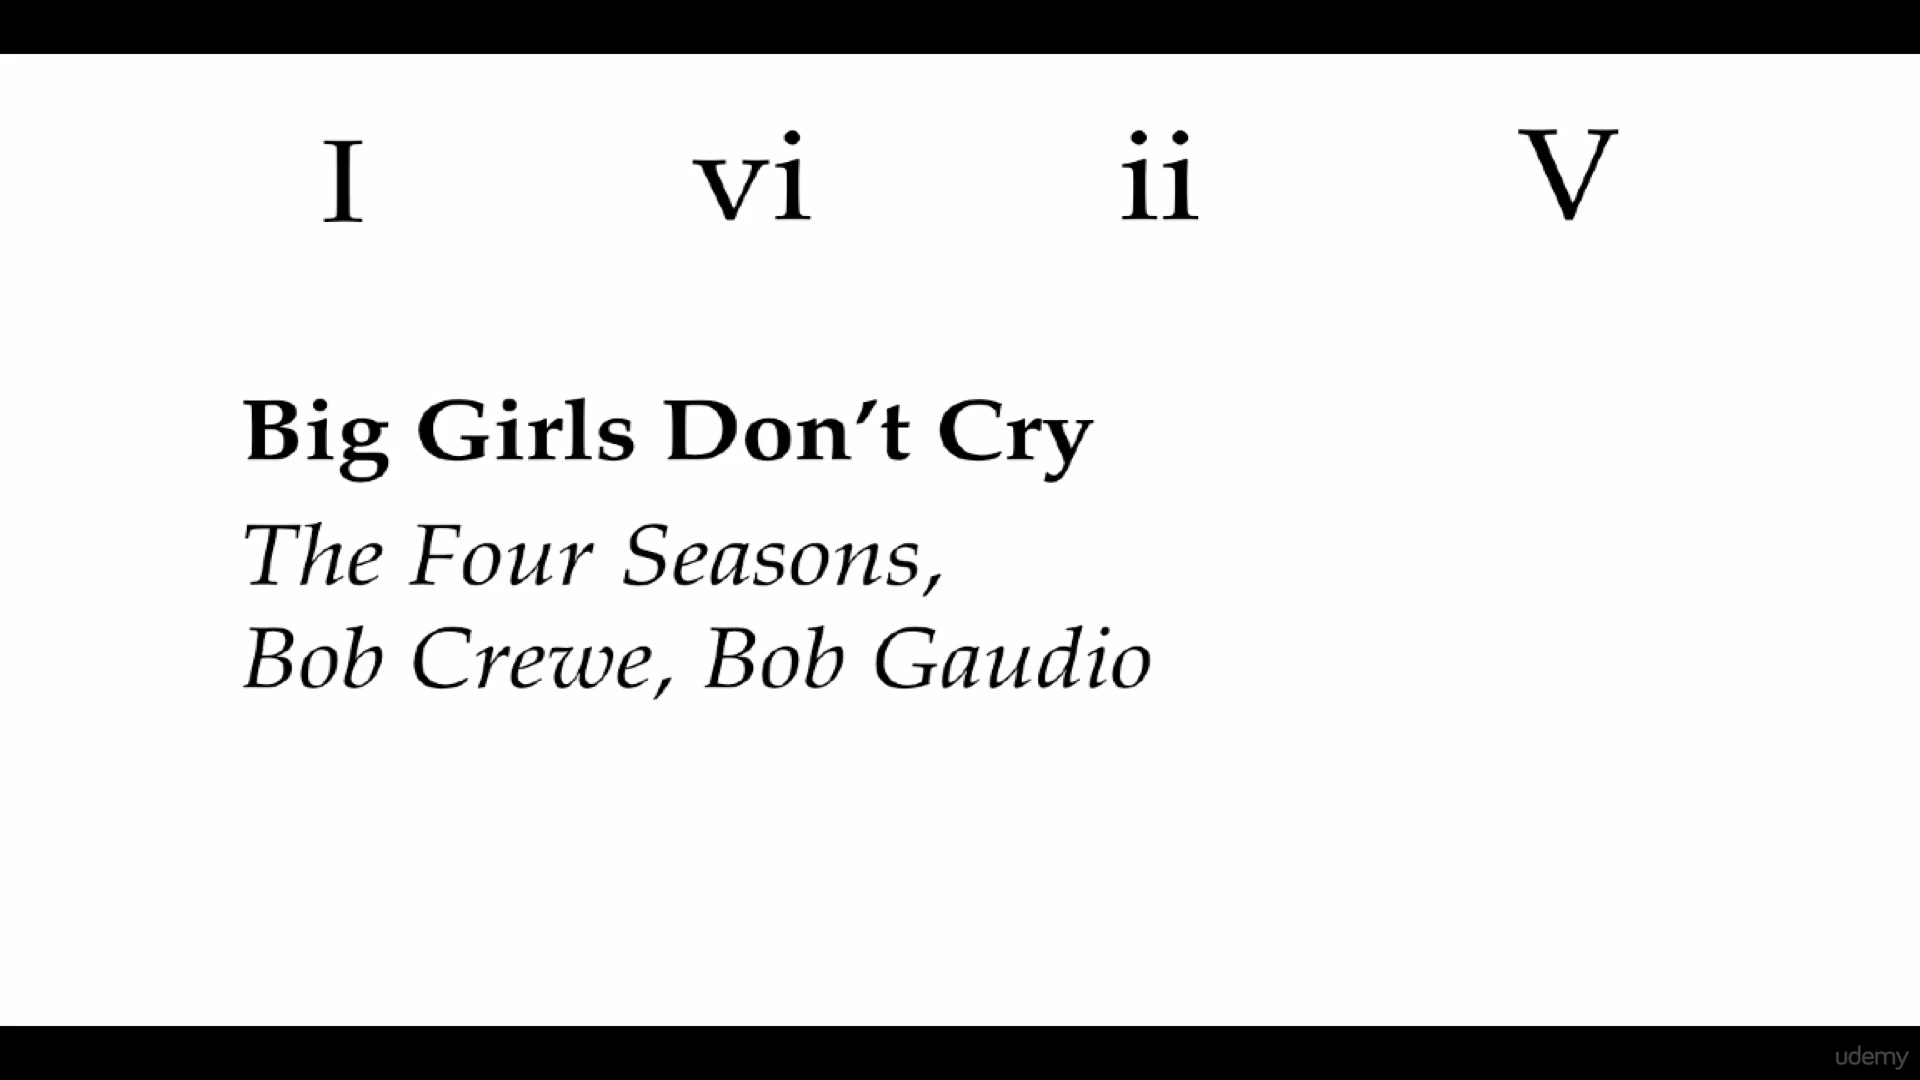 I vi ii V
Big Girls Don’t Cry
The Four Seasons,
Bob Crewe, Bob Gaudio
udemy